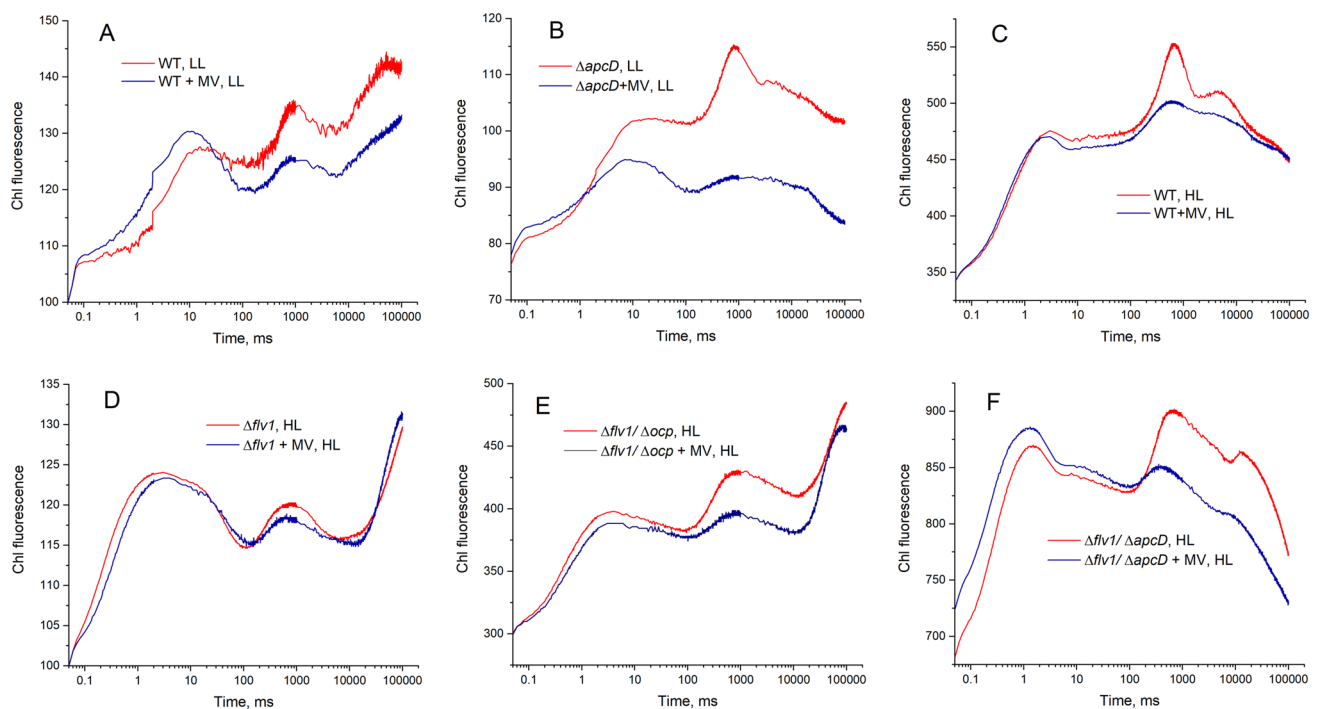 A
WT, LL
WT + MV, LL
Chl fluorescence
150
140
130
120
110
100
0.1 1 10 100 1000 10000 100000
Time, ms
B
ΔapcD, LL
ΔapcD+MV, LL
Chl fluorescence
120
110
100
90
80
70
0.1 1 10 100 1000 10000 100000
Time, ms
C
WT, HL
WT+MV, HL
Chl fluorescence
550
500
450
400
350
0.1 1 10 100 1000 10000 100000
Time, ms
D
Δflv1, HL
Δflv1 + MV, HL
Chl fluorescence
135
130
125
120
115
110
105
100
0.1 1 10 100 1000 10000 100000
Time, ms
E
Δflv1/ Δocp, HL
Δflv1/ Δocp + MV, HL
Chl fluorescence
500
450
400
350
300
0.1 1 10 100 1000 10000 100000
Time, ms
F
Δflv1/ ΔapcD, HL
Δflv1/ ΔapcD + MV, HL
Chl fluorescence
900
850
800
750
700
0.1 1 10 100 1000 10000 100000
Time, ms